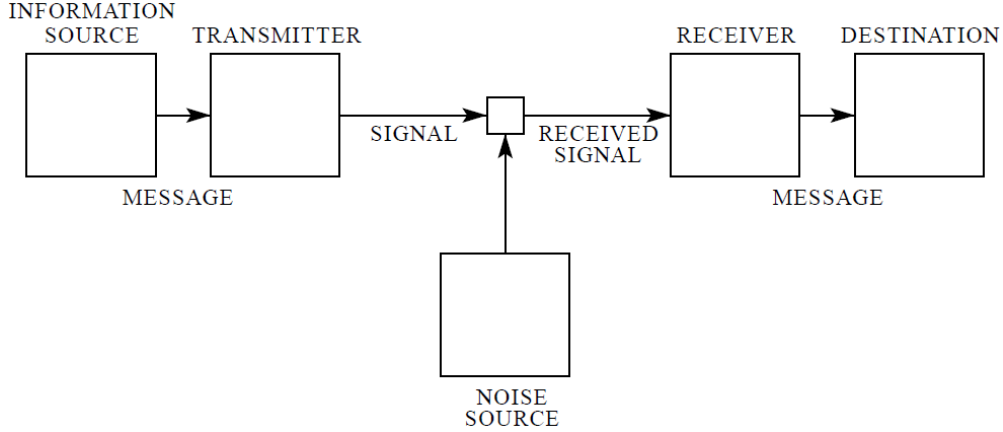 INFORMATION
SOURCE
TRANSMITTER
RECEIVER
DESTINATION
SIGNAL
RECEIVED
SIGNAL
MESSAGE
MESSAGE
NOISE
SOURCE